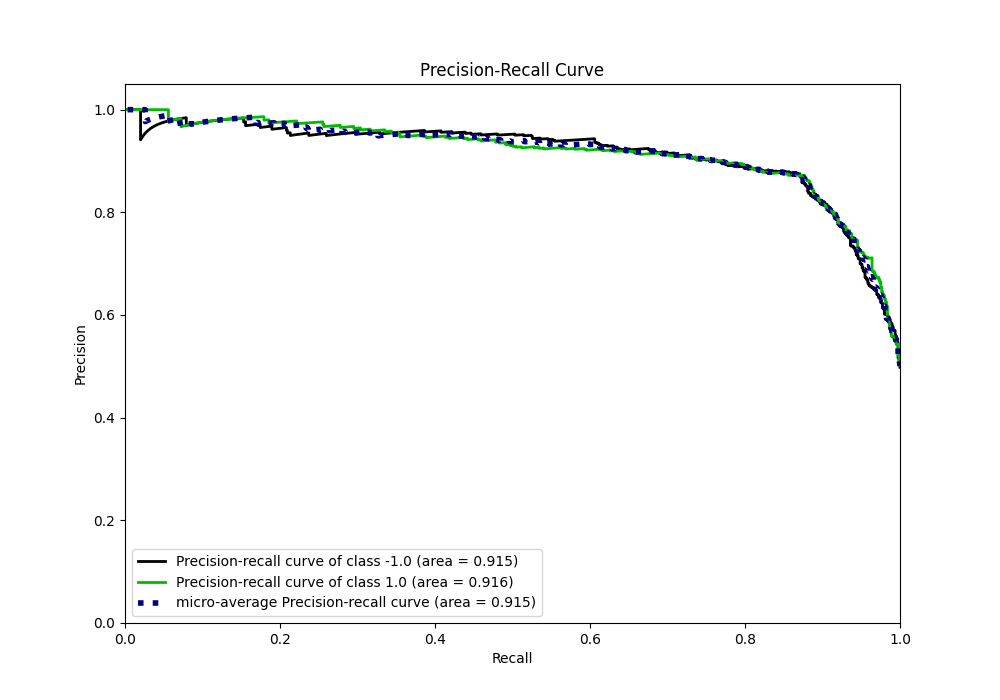 Precision-Recall Curve
1.0
0.8
0.6
0.4
0.2
0.0
Precision
Precision-recall curve of class -1.0 (area = 0.915)
Precision-recall curve of class 1.0 (area = 0.916)
micro-average Precision-recall curve (area = 0.915)
0.0 0.2 0.4 0.6 0.8 1.0
Recall